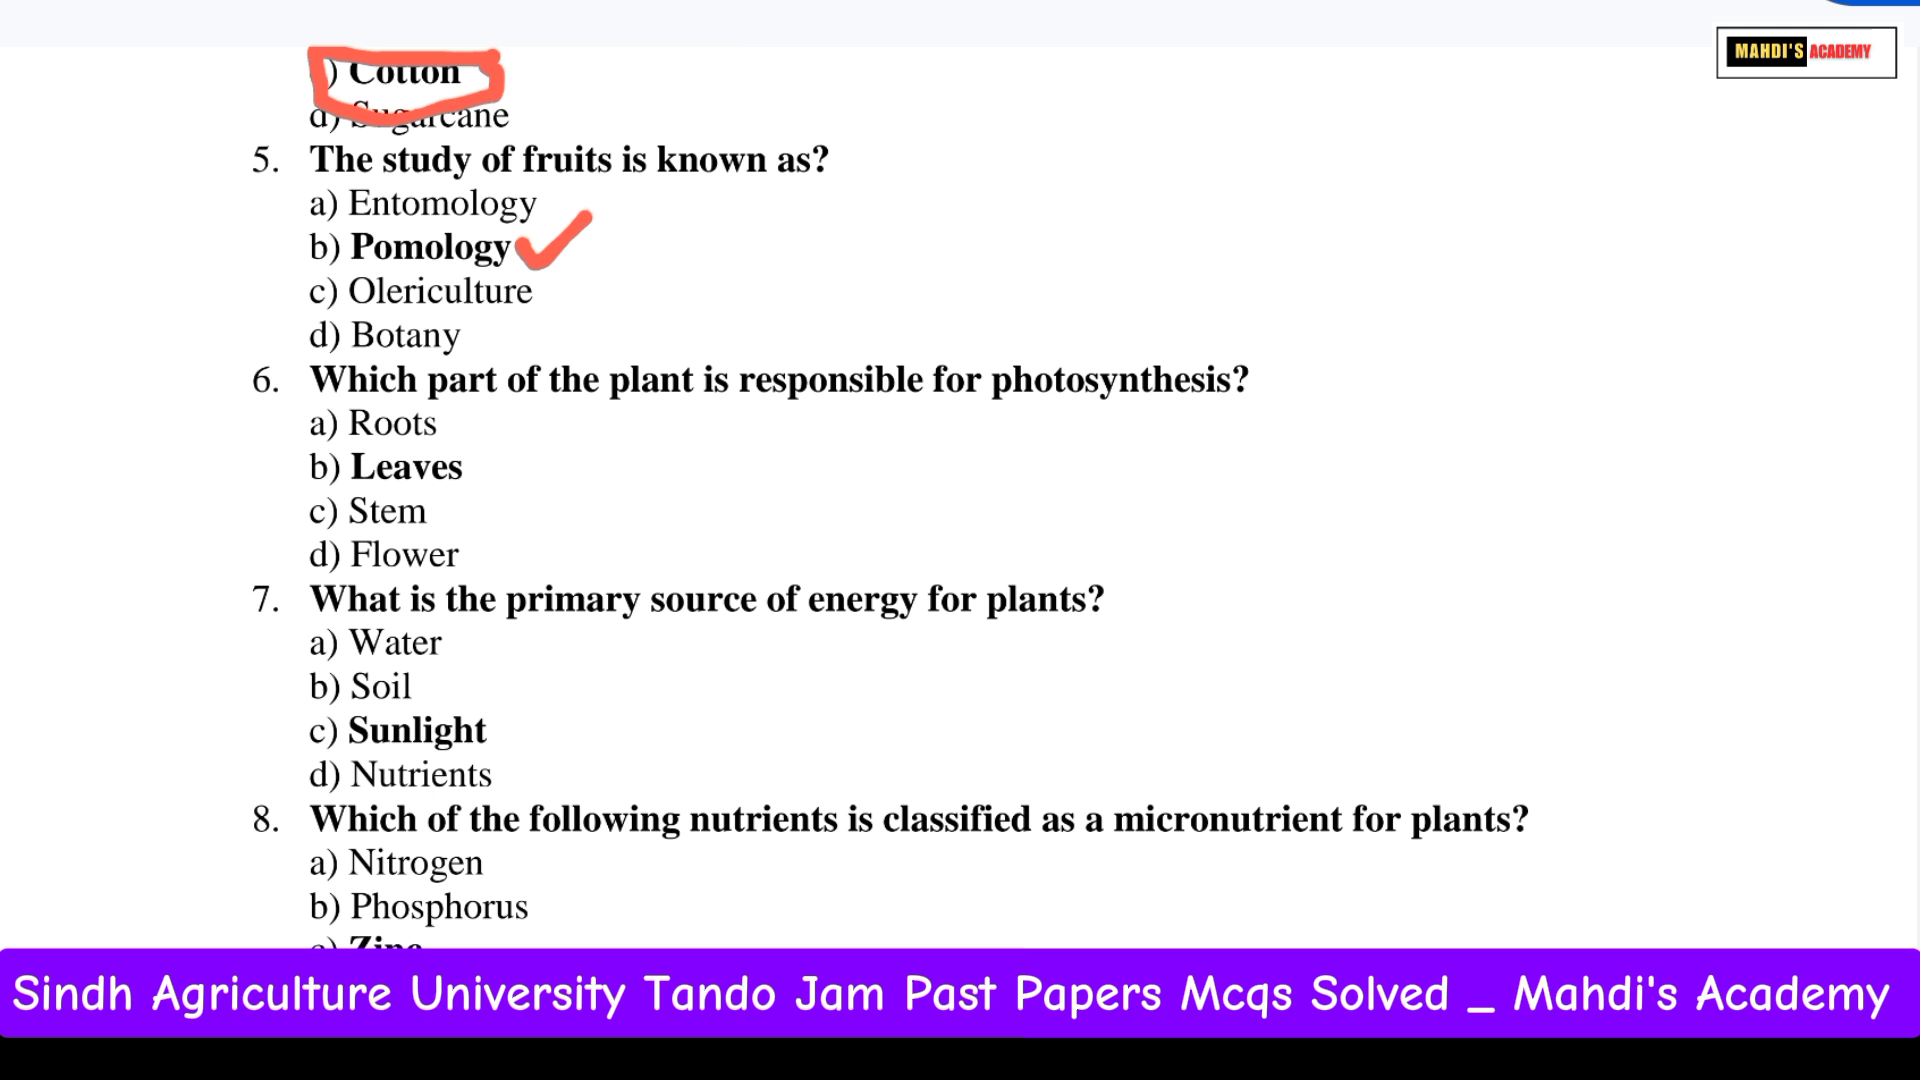 MAHDI'S ACADEMY
) Cotton
d) Sugarcane
5. The study of fruits is known as?
a) Entomology
b) Pomology
c) Olericulture
d) Botany
6. Which part of the plant is responsible for photosynthesis?
a) Roots
b) Leaves
c) Stem
d) Flower
7. What is the primary source of energy for plants?
a) Water
b) Soil
c) Sunlight
d) Nutrients
8. Which of the following nutrients is classified as a micronutrient for plants?
a) Nitrogen
b) Phosphorus
c) Zinc
Sindh Agriculture University Tando Jam Past Papers Mcqs Solved _ Mahdi's Academy